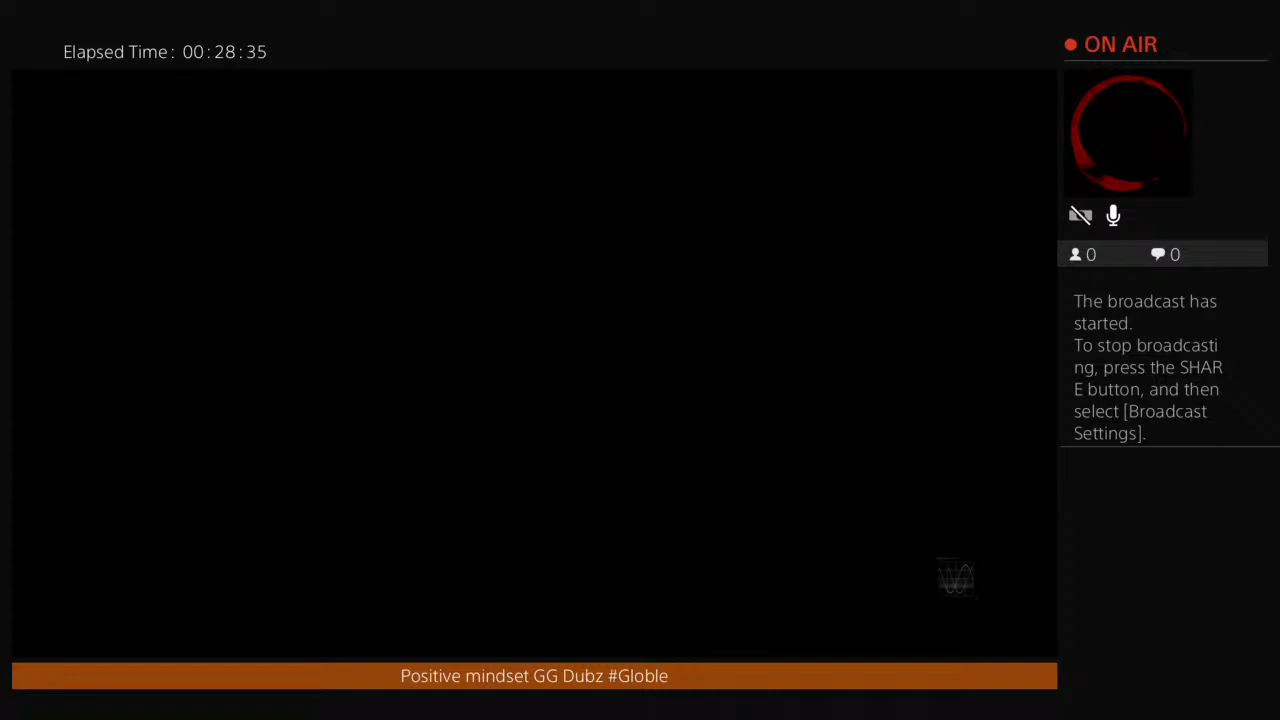 Elapsed Time: 00:28:35
ON AIR
0 0
The broadcast has
started.
To stop broadcasti
ng, press the SHAR
E button, and then
select [Broadcast
Settings].
Positive mindset GG Dubz #Globle